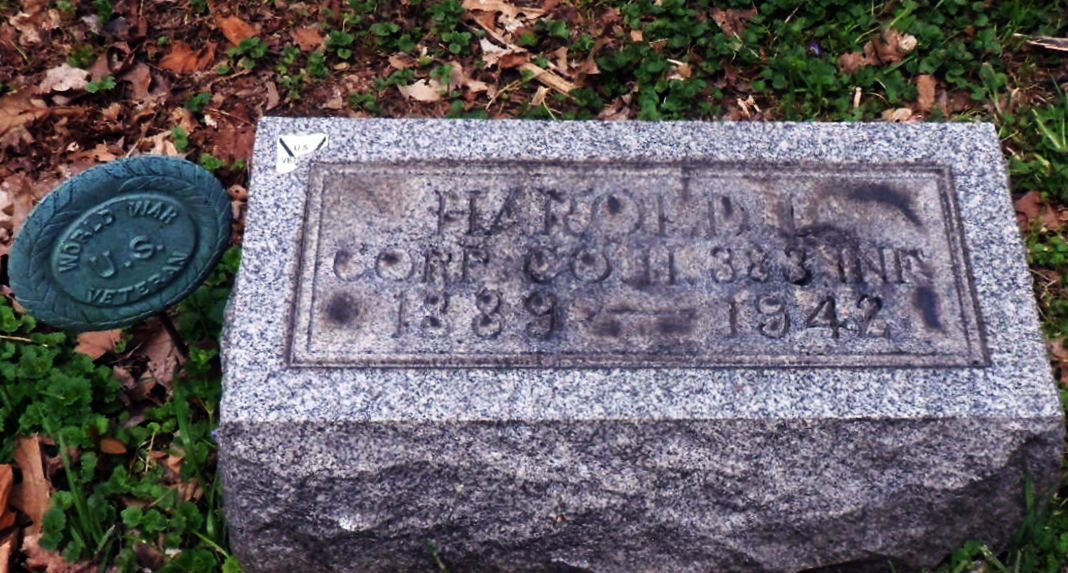 WORLD WAR
U.S.
VETERAN
U.S.
HAROLD L.
CORP. CO. H. 333 INF.
1889 — 1942